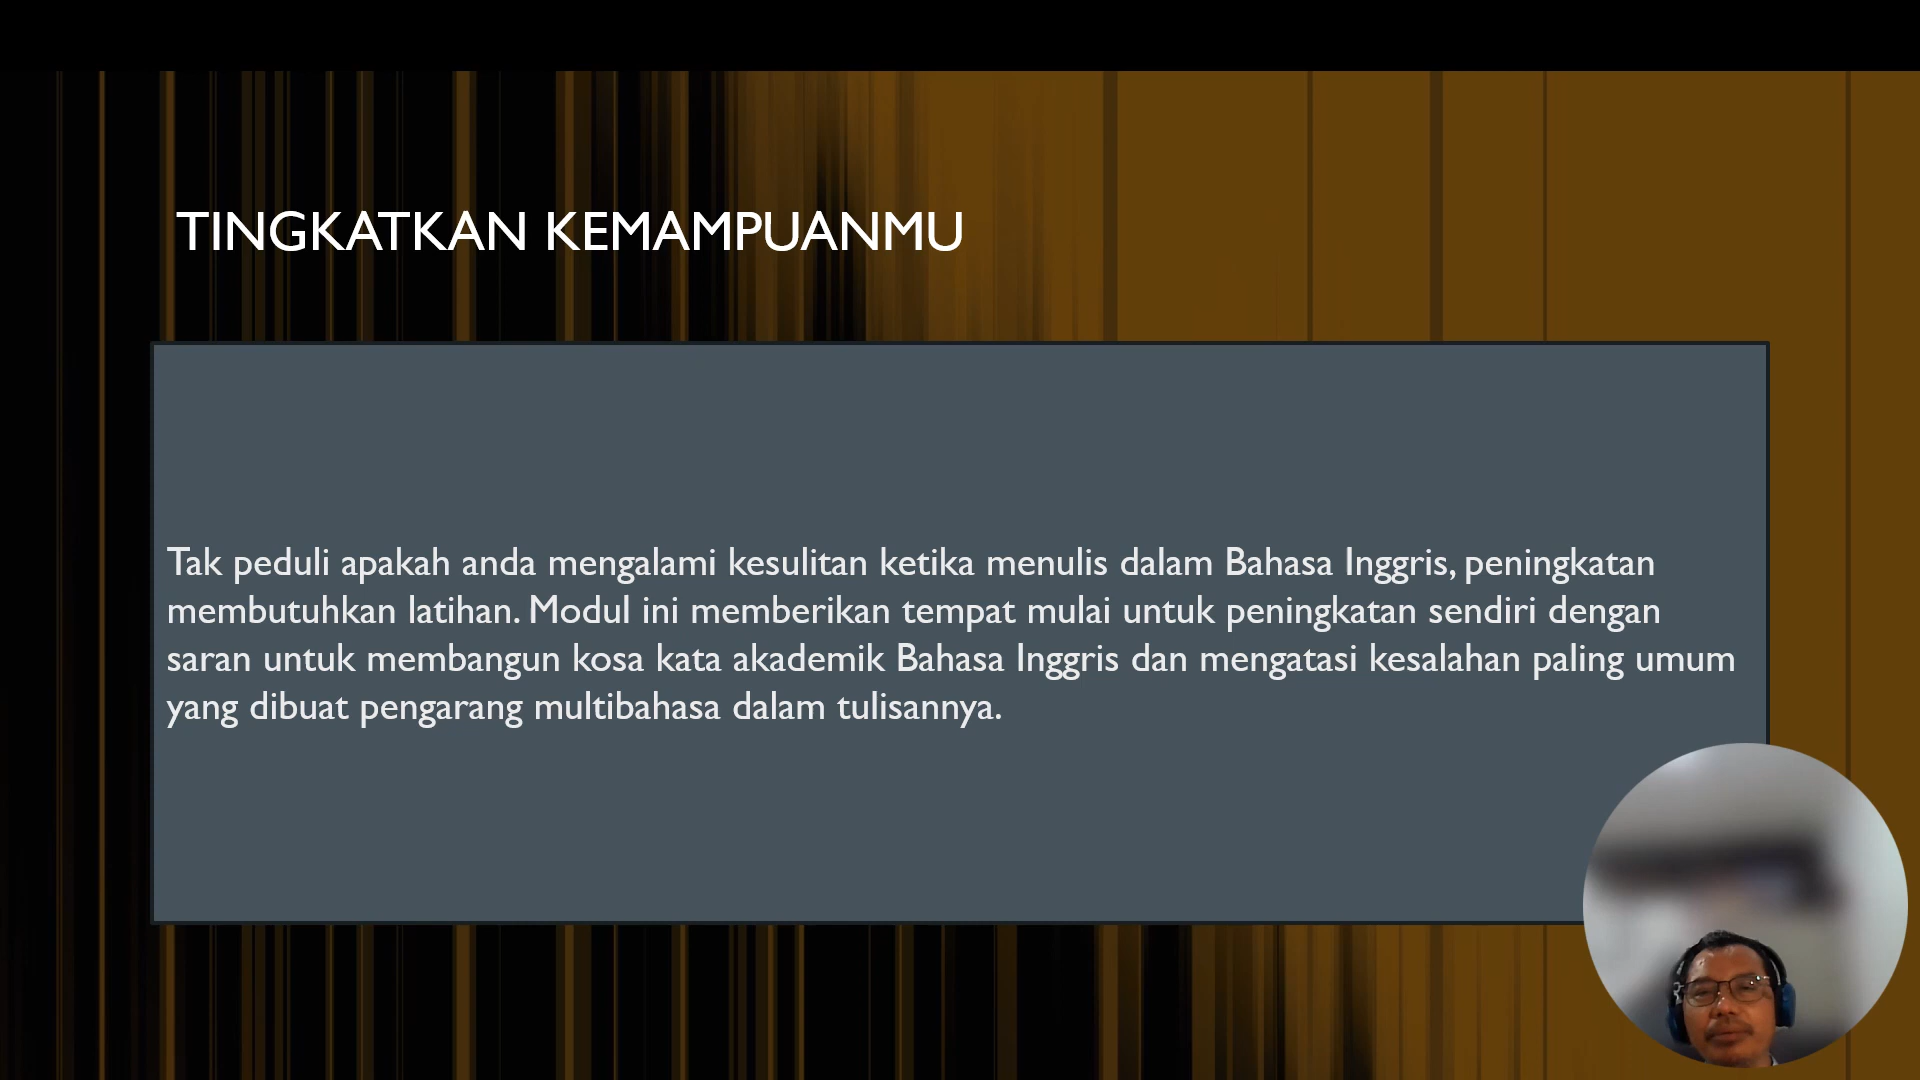 TINGKATKAN KEMAMPUANMU
Tak peduli apakah anda mengalami kesulitan ketika menulis dalam Bahasa Inggris, peningkatan
membutuhkan latihan. Modul ini memberikan tempat mulai untuk peningkatan sendiri dengan
saran untuk membangun kosa kata akademik Bahasa Inggris dan mengatasi kesalahan paling umum
yang dibuat pengarang multibahasa dalam tulisannya.